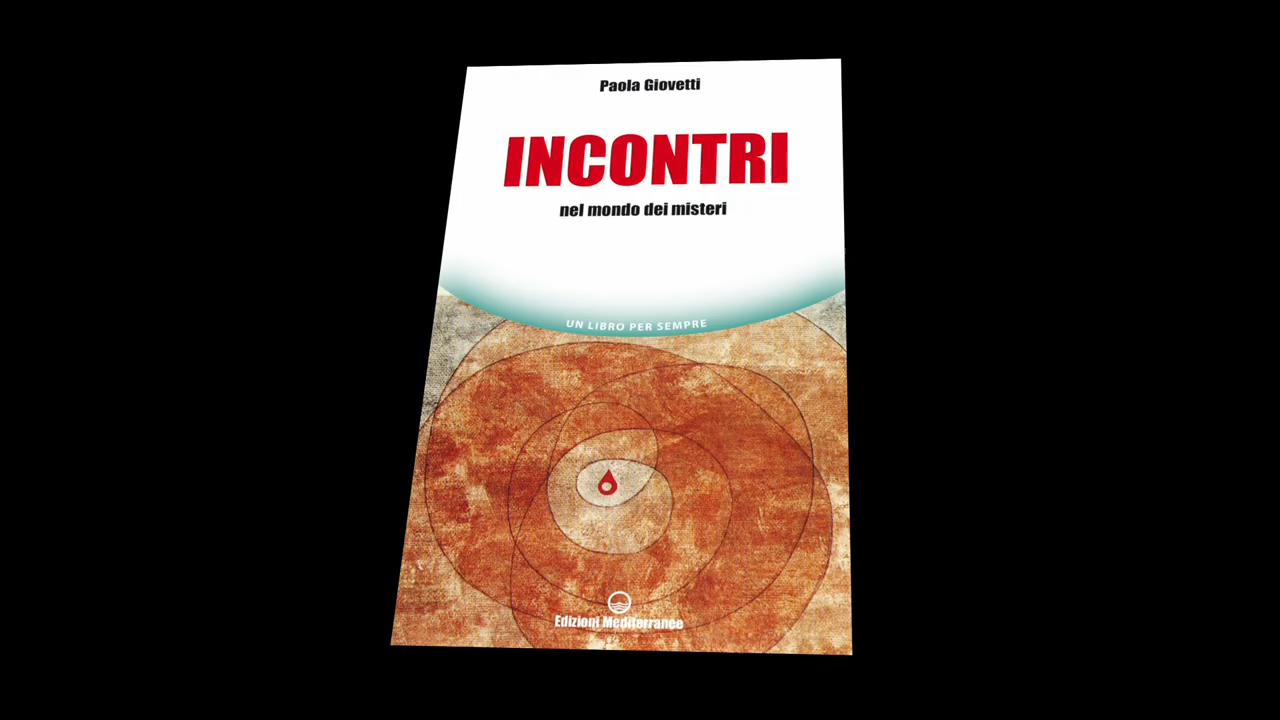 Paola Giovetti
INCONTRI
nel mondo dei misteri
UN LIBRO PER SEMPRE
Edizioni Mediterranee